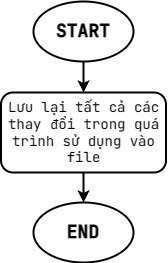 START
Lưu lại tất cả các
thay đổi trong quá
trình sử dụng vào
file
END